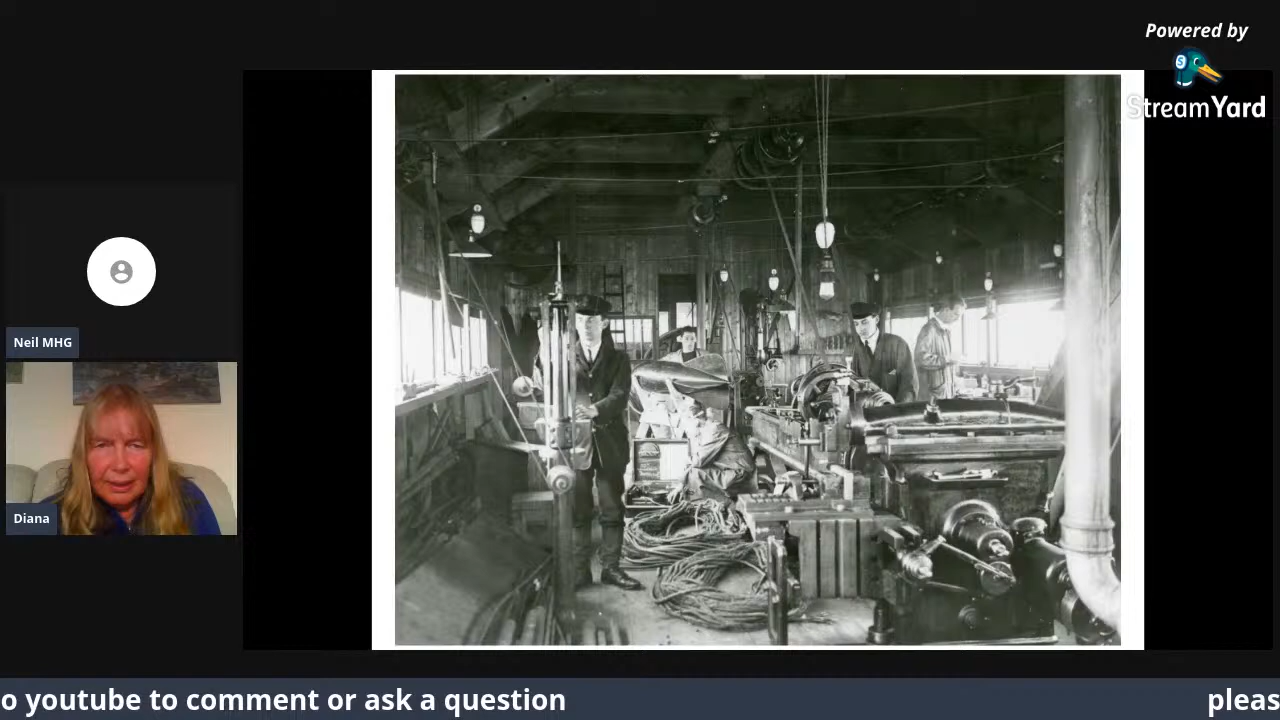 Powered by
StreamYard
Neil MHG
Diana
o youtube to comment or ask a question
pleas